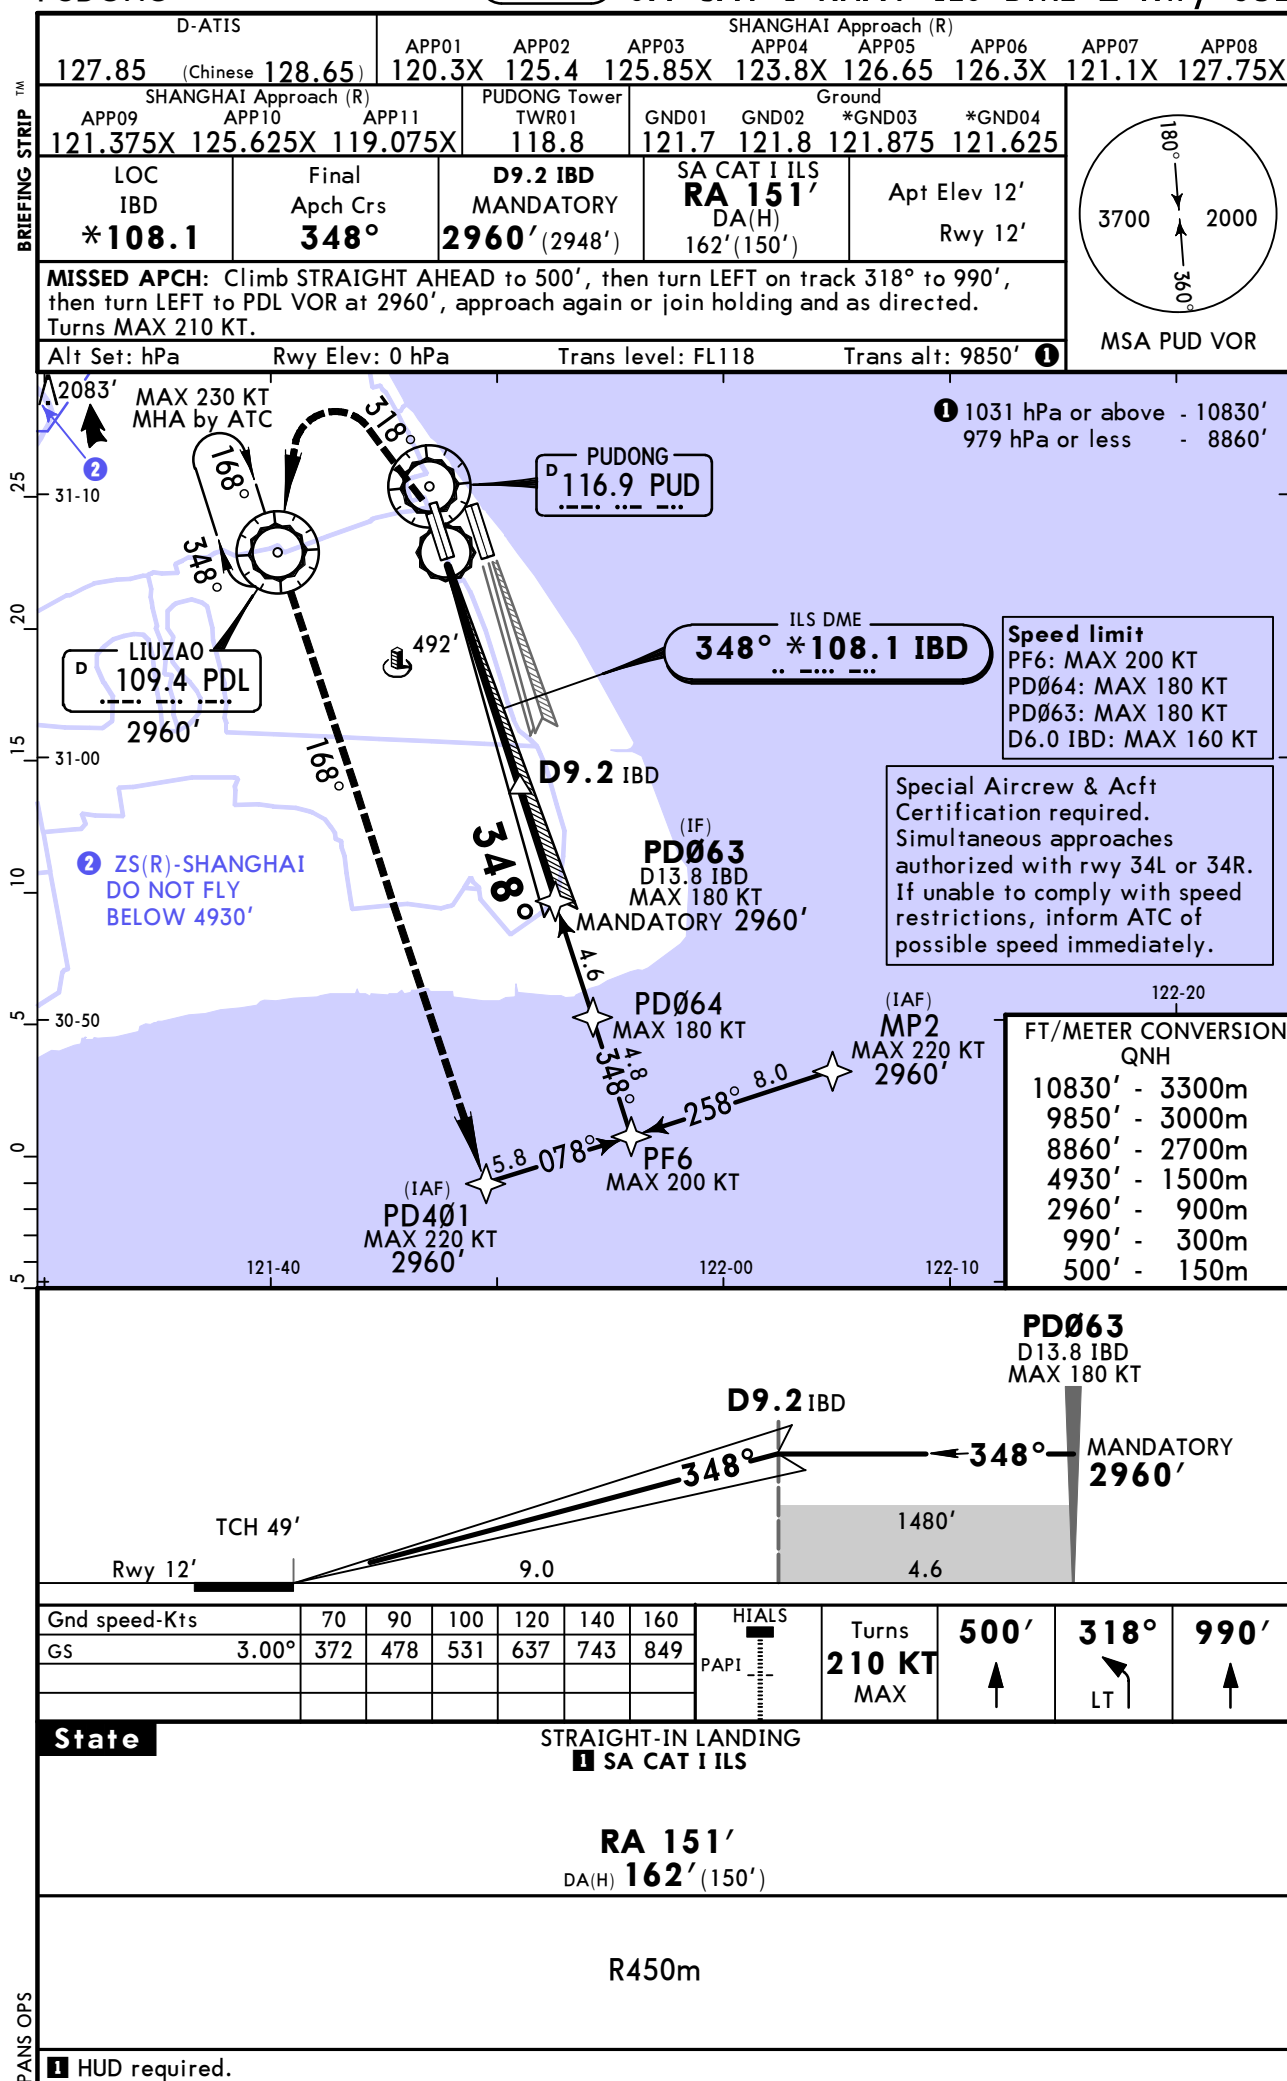 D-ATIS
127.85 (Chinese 128.65)
SHANGHAI Approach (R)
APP01 APP02 APP03 APP04 APP05 APP06 APP07 APP08
120.3X 125.4 125.85X 123.8X 126.65 126.3X 121.1X 127.75X
SHANGHAI Approach (R)
APP09 APP10 APP11
121.375X 125.625X 119.075X
PUDONG Tower
TWR01
118.8
Ground
GND01 GND02 *GND03 *GND04
121.7 121.8 121.875 121.625
BRIEFING STRIP TM
LOC
IBD
*108.1
Final
Apch Crs
348°
D9.2 IBD
MANDATORY
2960' (2948')
SA CAT I ILS
RA 151'
DA(H)
162' (150')
Apt Elev 12'
Rwy 12'
180°
3700 2000
360°
MSA PUD VOR
MISSED APCH: Climb STRAIGHT AHEAD to 500', then turn LEFT on track 318° to 990',
then turn LEFT to PDL VOR at 2960', approach again or join holding and as directed.
Turns MAX 210 KT.
Alt Set: hPa Rwy Elev: 0 hPa Trans level: FL118 Trans alt: 9850' 1
2083'
MAX 230 KT
MHA by ATC
2
318°
168°
348°
1 1031 hPa or above - 10830'
979 hPa or less - 8860'
PUDONG
D 116.9 PUD
25
31-10
20
LIUZAO
D 109.4 PDL
2960'
492'
ILS DME
348° *108.1 IBD
Speed limit
PF6: MAX 200 KT
PDØ64: MAX 180 KT
PDØ63: MAX 180 KT
D6.0 IBD: MAX 160 KT
15
31-00
168°
D9.2 IBD
Special Aircrew & Acft
Certification required.
Simultaneous approaches
authorized with rwy 34L or 34R.
If unable to comply with speed
restrictions, inform ATC of
possible speed immediately.
348°
(IF)
PDØ63
D13.8 IBD
MAX 180 KT
MANDATORY 2960'
2 ZS(R)-SHANGHAI
DO NOT FLY
BELOW 4930'
10
4.6
PDØ64
MAX 180 KT
5
30-50
4.8
348°
(IAF)
MP2
MAX 220 KT
2960'
122-20
258° 8.0
0
5.8 078°
PF6
MAX 200 KT
(IAF)
PD4Ø1
MAX 220 KT
2960'
5
121-40
122-00
122-10
FT/METER CONVERSION
QNH
10830' - 3300m
9850' - 3000m
8860' - 2700m
4930' - 1500m
2960' - 900m
990' - 300m
500' - 150m
PDØ63
D13.8 IBD
MAX 180 KT
D9.2 IBD
348°
348°
MANDATORY
2960'
1480'
TCH 49'
Rwy 12'
9.0
4.6
Gnd speed-Kts 70 90 100 120 140 160
GS 3.00° 372 478 531 637 743 849
HIALS
PAPI
Turns
210 KT
MAX
500'
318°
LT
990'
State
STRAIGHT-IN LANDING
1 SA CAT I ILS
RA 151'
DA(H) 162' (150')
R450m
PANS OPS
1 HUD required.